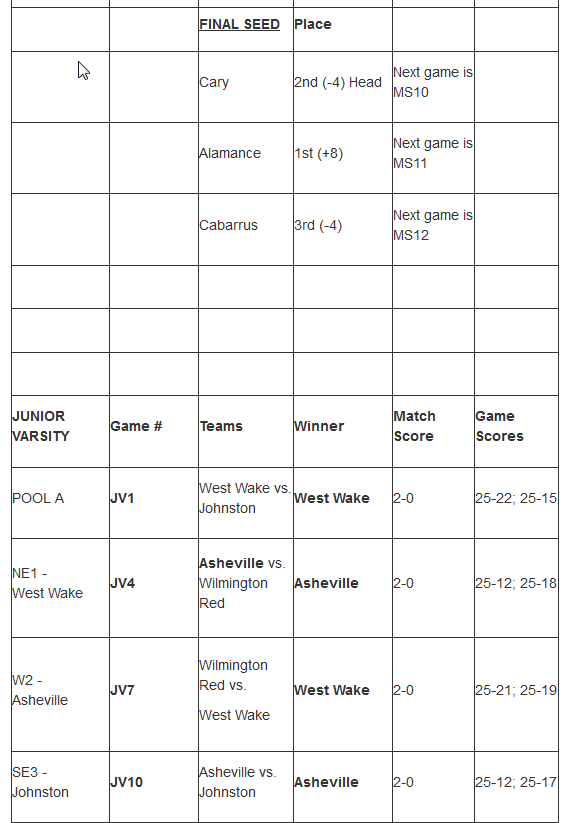 FINAL SEED Place
Cary 2nd (-4) Head Next game is
MS10
Alamance 1st (+8) Next game is
MS11
Cabarrus 3rd (-4) Next game is
MS12
JUNIOR
VARSITY Game # Teams Winner Match
Score Game
Scores
POOL A JV1 West Wake vs.
Johnston West Wake 2-0 25-22; 25-15
NE1 -
West Wake JV4 Asheville vs.
Wilmington
Red Asheville 2-0 25-12; 25-18
W2 -
Asheville JV7 Wilmington
Red vs.
West Wake West Wake 2-0 25-21; 25-19
SE3 -
Johnston JV10 Asheville vs.
Johnston Asheville 2-0 25-12; 25-17